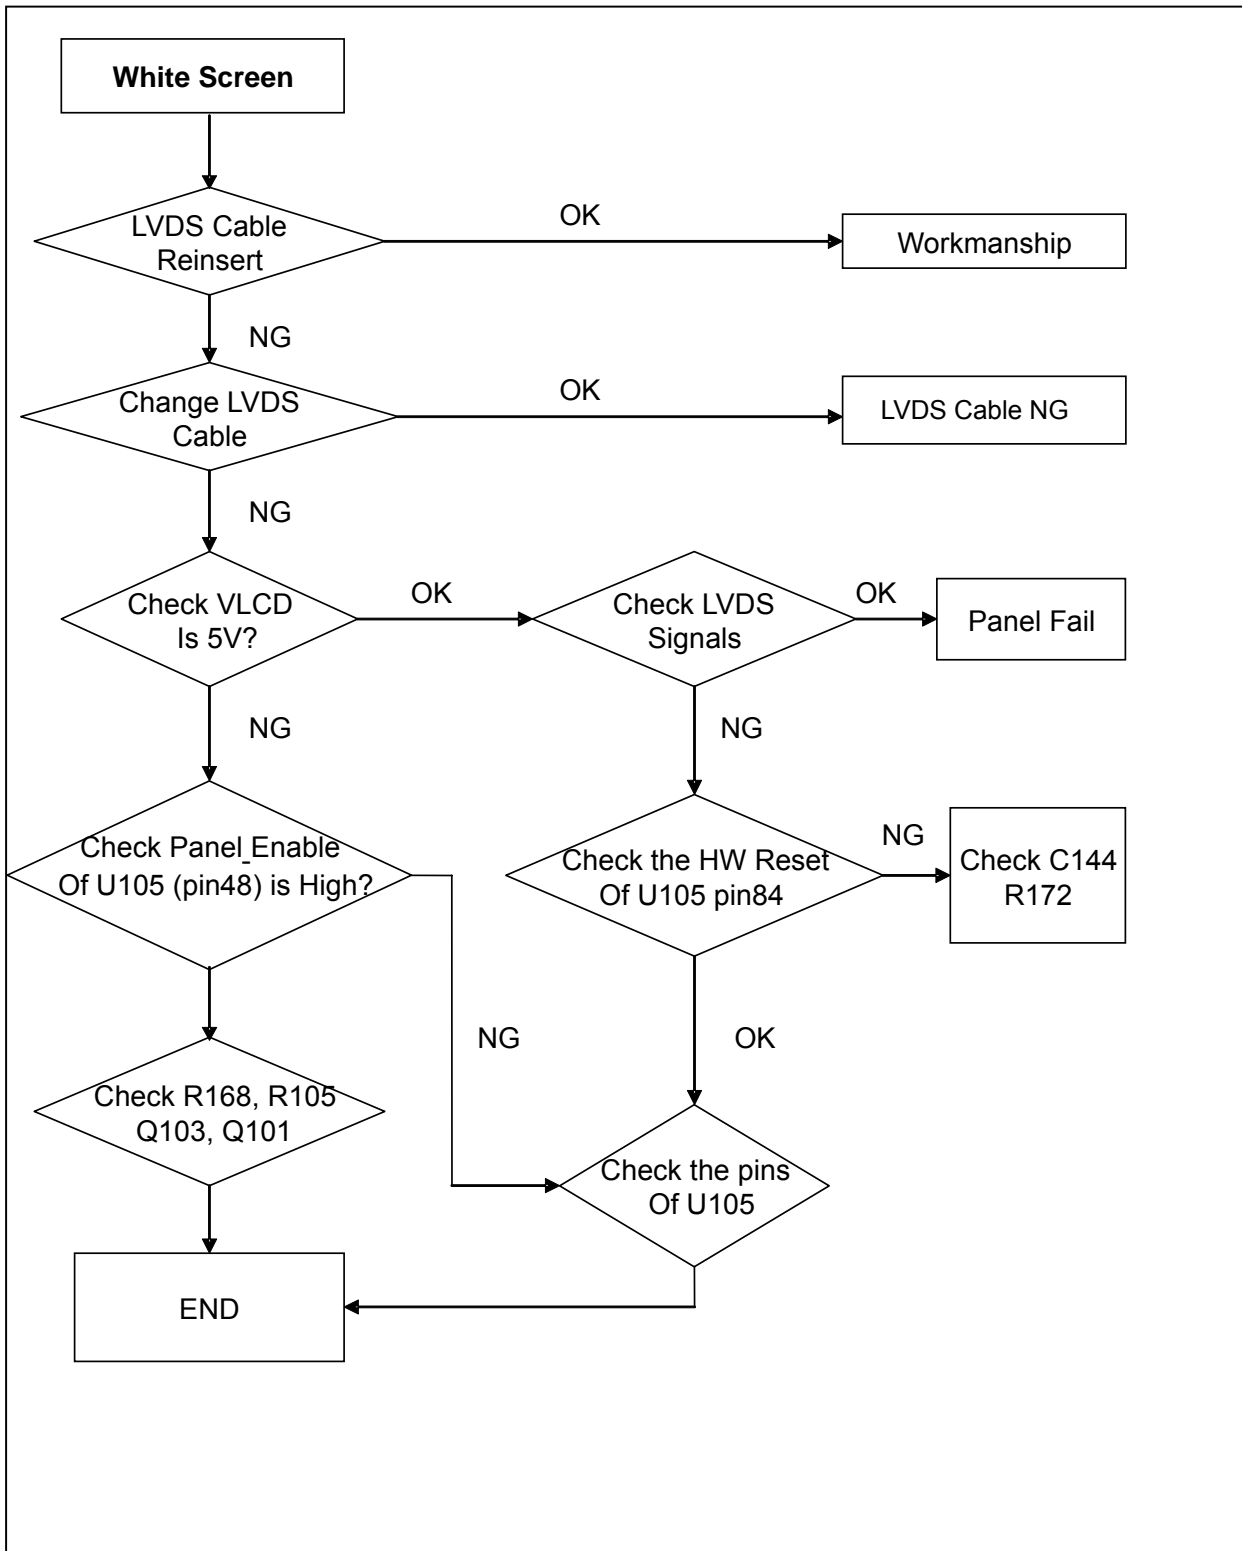 White Screen
LVDS Cable
Reinsert
OK
Workmanship
NG
Change LVDS
Cable
OK
LVDS Cable NG
NG
Check VLCD
Is 5V?
OK
Check LVDS
Signals
OK
Panel Fail
NG
NG
Check Panel_Enable
Of U105 (pin48) is High?
Check the HW Reset
Of U105 pin84
NG
Check C144
R172
NG
OK
Check R168, R105
Q103, Q101
Check the pins
Of U105
END